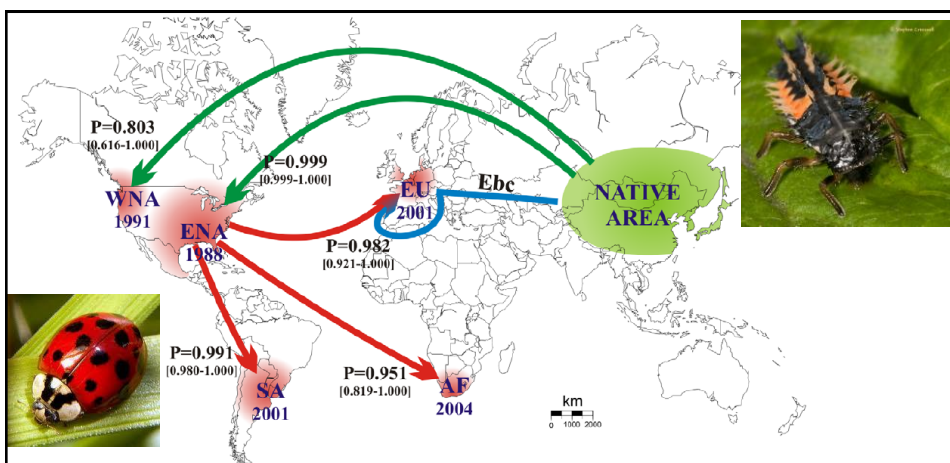 © Stephen Cresswell
P=0.803
[0.616-1.000]
P=0.999
[0.999-1.000]
WNA
1991
ENA
1988
EU
2001
Ebc
NATIVE
AREA
P=0.982
[0.921-1.000]
P=0.991
[0.980-1.000]
SA
2001
P=0.951
[0.819-1.000]
AF
2004
km
0 1000 2000